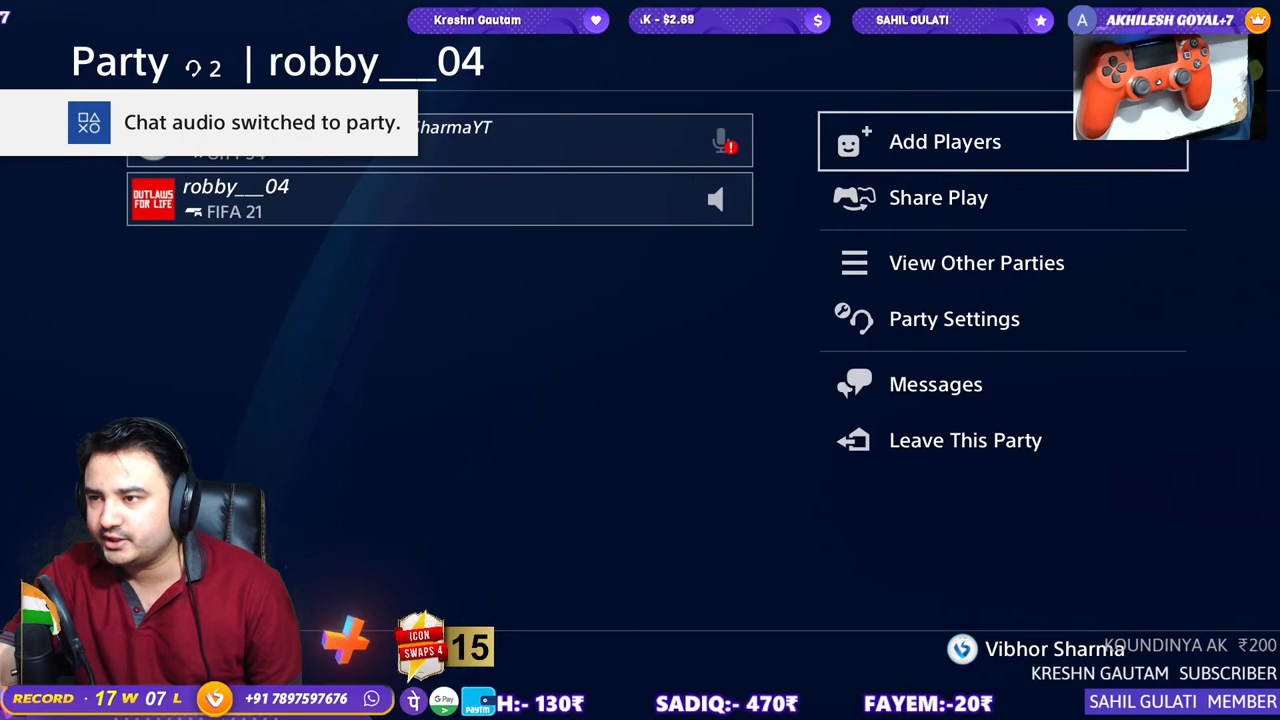 7
Kreshn Gautam
K - $2.69
$
SAHIL GULATI
A
AKHILESH GOYAL+7
Party 2 | robby___04
Chat audio switched to party.
SharmaYT
OUTLAWS
FOR LIFE
robby___04
FIFA 21
Add Players
Share Play
View Other Parties
Party Settings
Messages
Leave This Party
ICON
SWAPS 4
15
Vibhor Sharma
KOUNDINYA AK ₹200
KRESHN GAUTAM SUBSCRIBER
SAHIL GULATI MEMBER
RECORD - 17 W 07 L
+91 7897597676
G Pay
paytm
H:- 130₹
SADIQ:- 470₹
FAYEM:-20₹